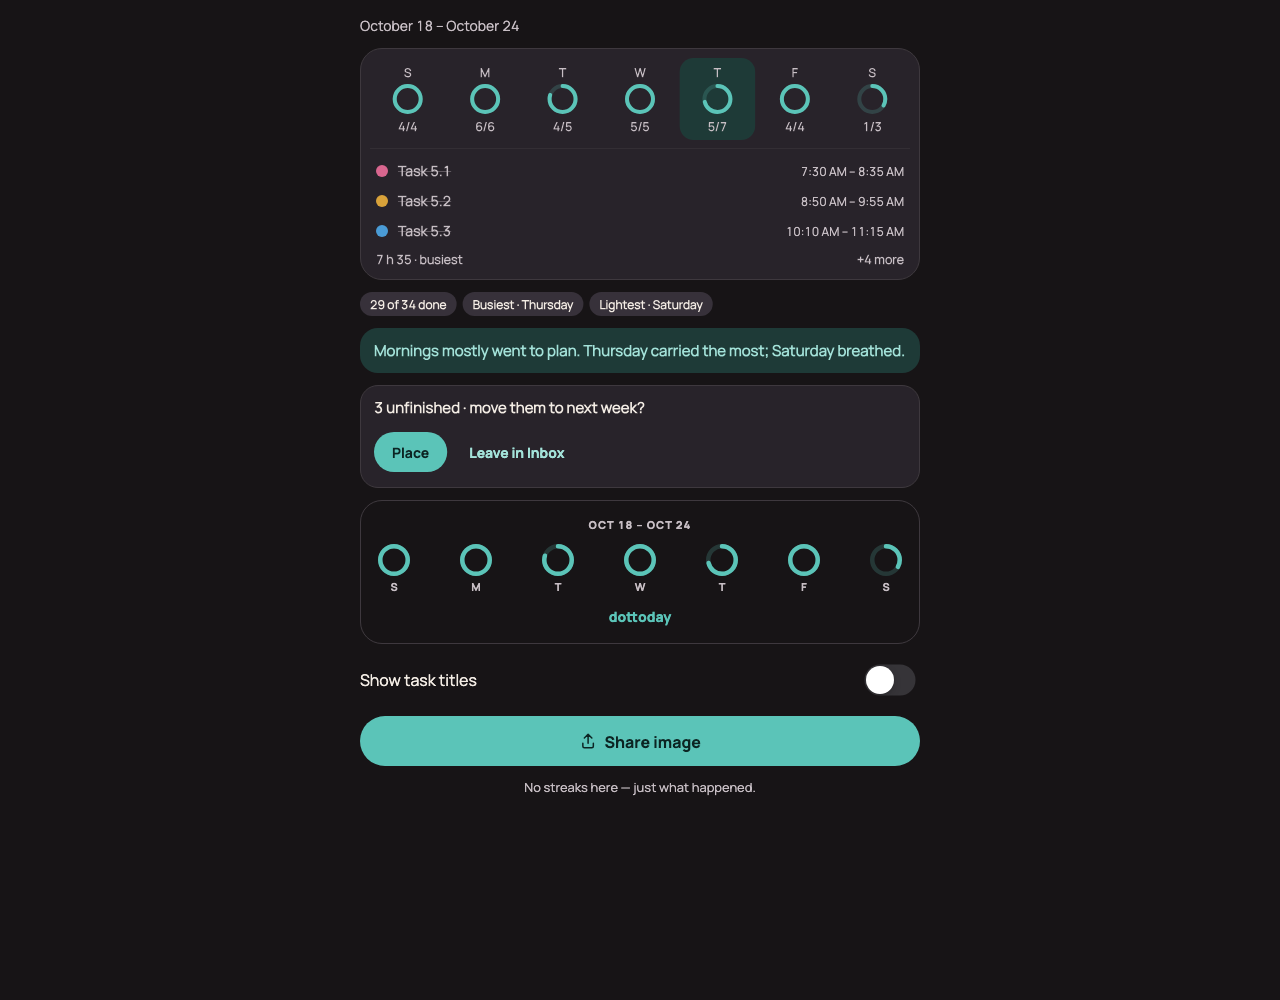 October 18 – October 24
S M T W T F S
4/4 6/6 4/5 5/5 5/7 4/4 1/3
Task 5.1 7:30 AM – 8:35 AM
Task 5.2 8:50 AM – 9:55 AM
Task 5.3 10:10 AM – 11:15 AM
7 h 35 · busiest +4 more
29 of 34 done Busiest · Thursday Lightest · Saturday
Mornings mostly went to plan. Thursday carried the most; Saturday breathed.
3 unfinished · move them to next week?
Place Leave in Inbox
OCT 18 – OCT 24
S M T W T F S
dottoday
Show task titles
Share image
No streaks here — just what happened.